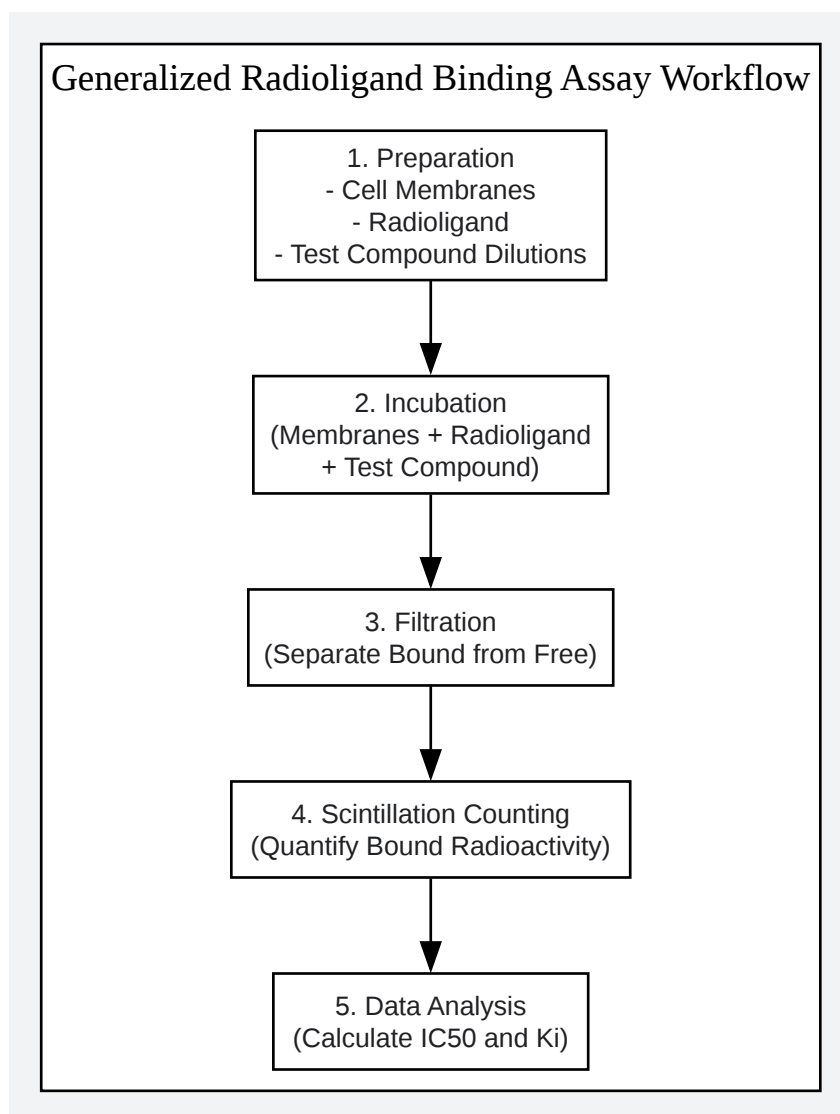 Generalized Radioligand Binding Assay Workflow
1. Preparation
- Cell Membranes
- Radioligand
- Test Compound Dilutions
2. Incubation
(Membranes + Radioligand
+ Test Compound)
3. Filtration
(Separate Bound from Free)
4. Scintillation Counting
(Quantify Bound Radioactivity)
5. Data Analysis
(Calculate IC50 and Ki)